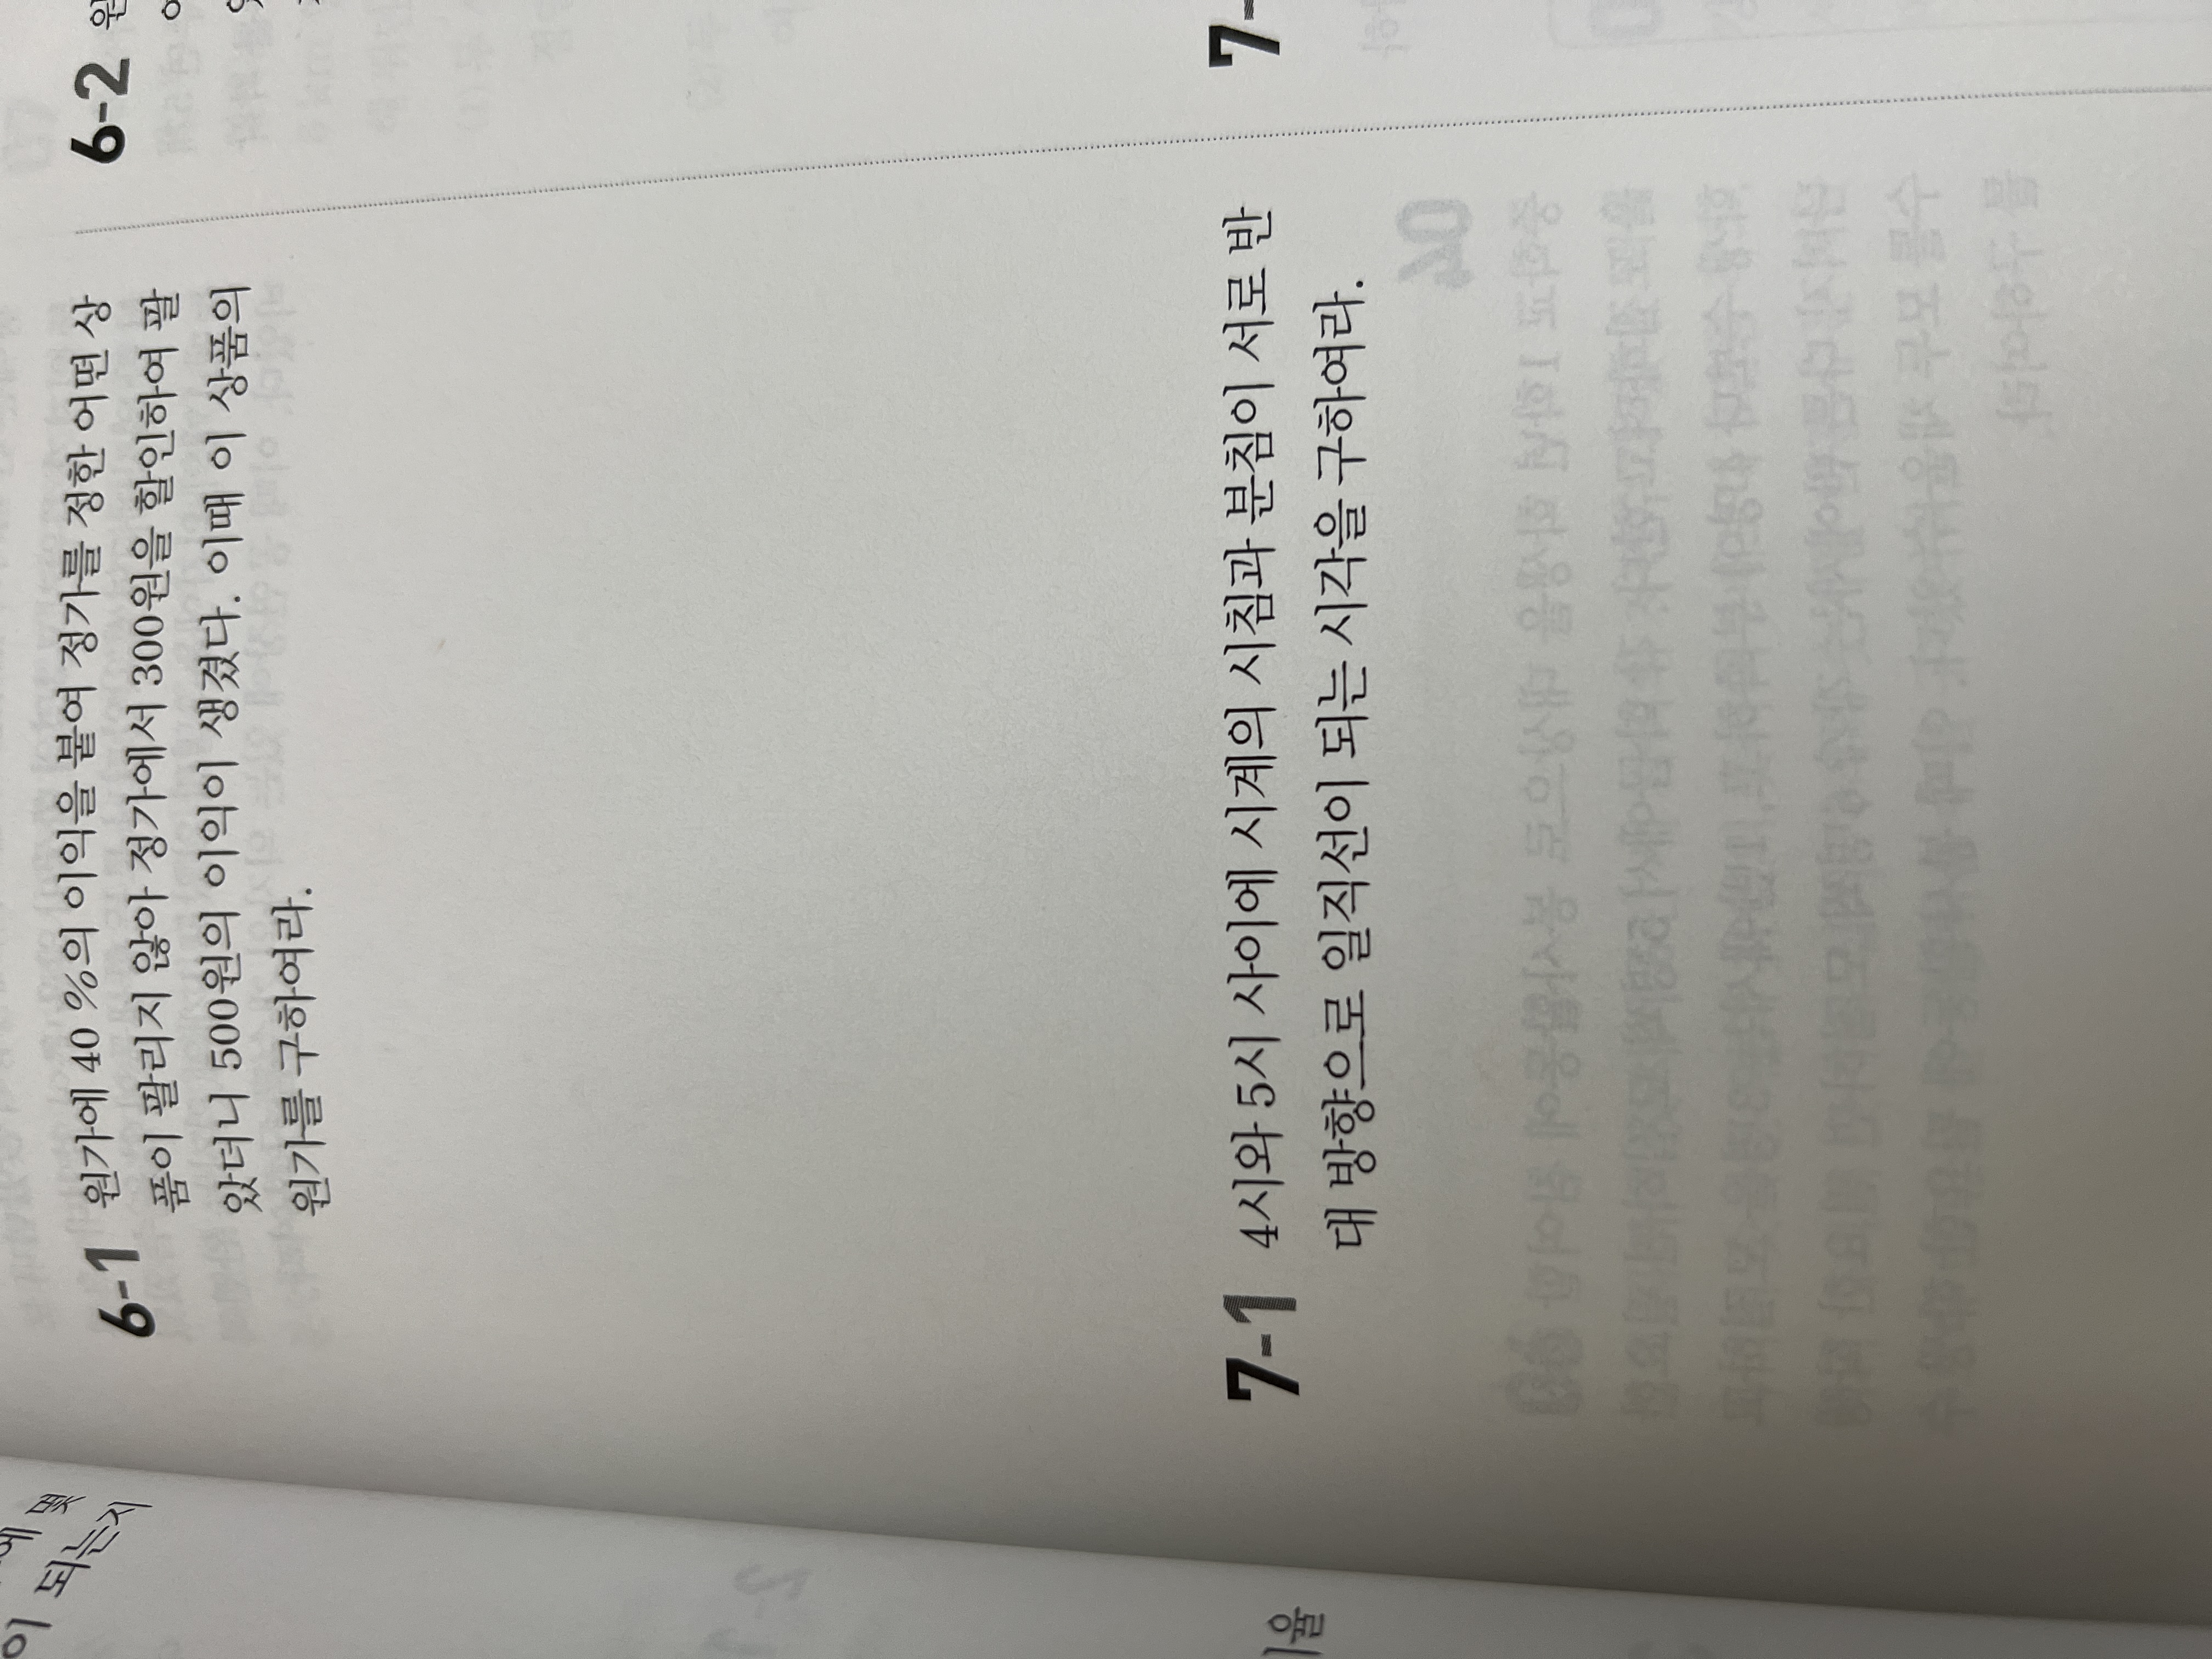 이 되는지
6-1 원가에 40 %의 이익을 붙여 정가를 정한 어떤 상
품이 팔리지 않아 정가에서 300원을 할인하여 팔
았더니 500원의 이익이 생겼다. 이때 이 상품의
원가를 구하여라.
6-2 원
7-1 4시와 5시 사이에 시계의 시침과 분침이 서로 반
대 방향으로 일직선이 되는 시각을 구하여라.
7-